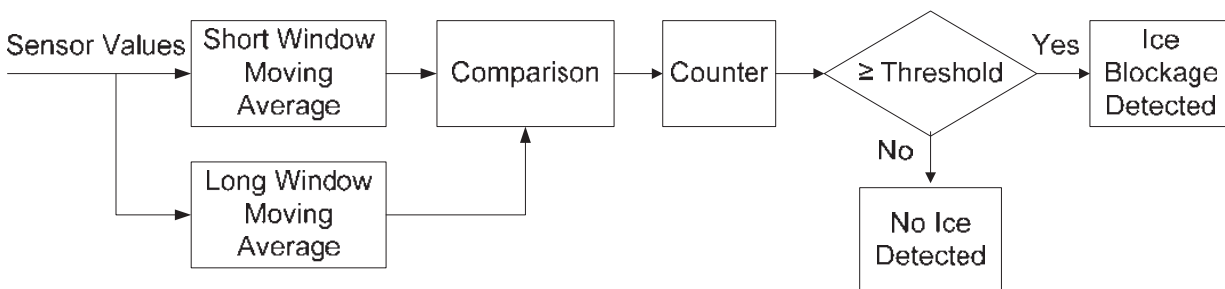 Sensor Values
Short Window
Moving
Average
Comparison
Counter
≥ Threshold
Yes
Ice
Blockage
Detected
No
No Ice
Detected
Long Window
Moving
Average